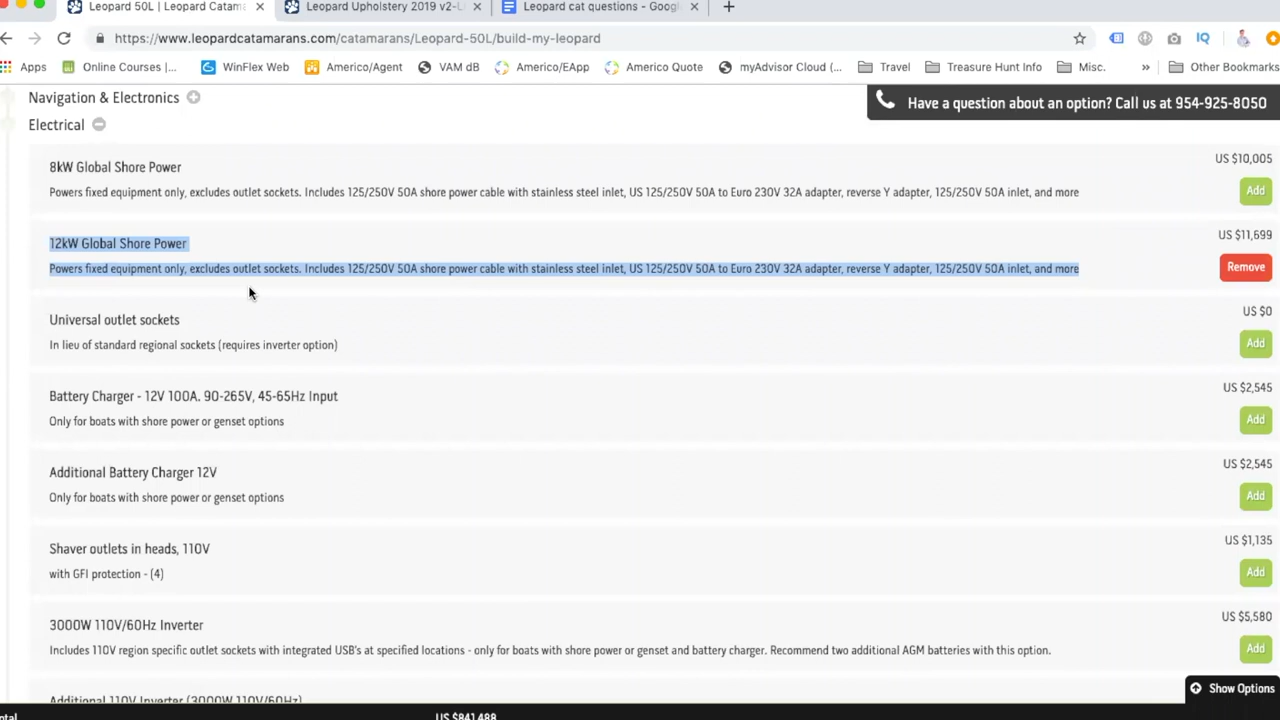 Leopard 50L | Leopard Catama
Leopard Upholstery 2019 v2-L
Leopard cat questions - Googl
https://www.leopardcatamarans.com/catamarans/Leopard-50L/build-my-leopard
Apps
Online Courses |...
WinFlex Web
Americo/Agent
VAM dB
Americo/EApp
Americo Quote
myAdvisor Cloud (...
Travel
Treasure Hunt Info
Misc.
»
Other Bookmarks
Navigation & Electronics
Have a question about an option? Call us at 954-925-8050
Electrical
8kW Global Shore Power
US $10,005
Powers fixed equipment only, excludes outlet sockets. Includes 125/250V 50A shore power cable with stainless steel inlet, US 125/250V 50A to Euro 230V 32A adapter, reverse Y adapter, 125/250V 50A inlet, and more
Add
12kW Global Shore Power
US $11,699
Powers fixed equipment only, excludes outlet sockets. Includes 125/250V 50A shore power cable with stainless steel inlet, US 125/250V 50A to Euro 230V 32A adapter, reverse Y adapter, 125/250V 50A inlet, and more
Remove
Universal outlet sockets
US $0
In lieu of standard regional sockets (requires inverter option)
Add
Battery Charger - 12V 100A. 90-265V, 45-65Hz Input
US $2,545
Only for boats with shore power or genset options
Add
Additional Battery Charger 12V
US $2,545
Only for boats with shore power or genset options
Add
Shaver outlets in heads, 110V
US $1,135
with GFI protection - (4)
Add
3000W 110V/60Hz Inverter
US $5,580
Includes 110V region specific outlet sockets with integrated USB's at specified locations - only for boats with shore power or genset and battery charger. Recommend two additional AGM batteries with this option.
Add
Additional 110V Inverter (3000W 110V/60Hz)
Show Options
otal
US $841,488